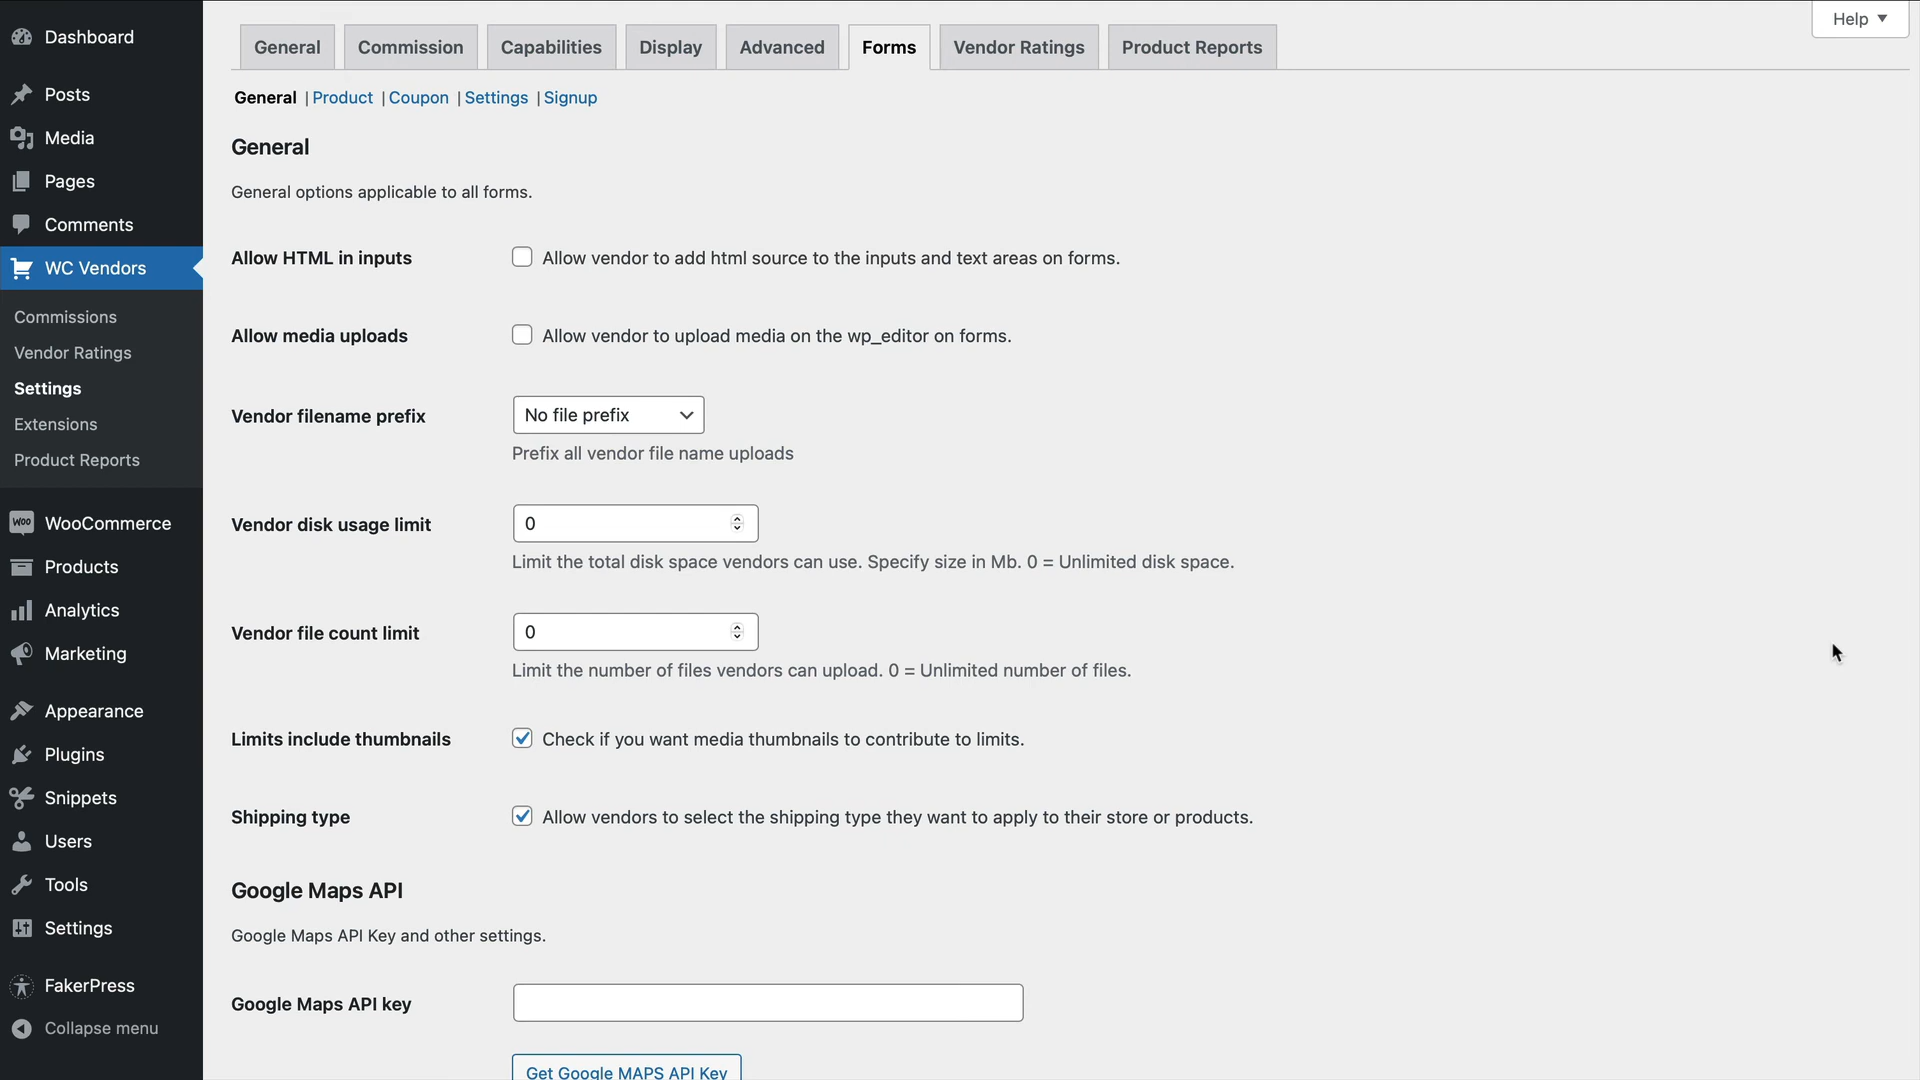 Dashboard
Posts
Media
Pages
Comments
WC Vendors
Commissions
Vendor Ratings
Settings
Extensions
Product Reports
Woo WooCommerce
Products
Analytics
Marketing
Appearance
Plugins
Snippets
Users
Tools
Settings
FakerPress
Collapse menu
Help
General Commission Capabilities Display Advanced Forms Vendor Ratings Product Reports
General | Product | Coupon | Settings | Signup
General
General options applicable to all forms.
Allow HTML in inputs Allow vendor to add html source to the inputs and text areas on forms.
Allow media uploads Allow vendor to upload media on the wp_editor on forms.
Vendor filename prefix No file prefix
Prefix all vendor file name uploads
Vendor disk usage limit 0
Limit the total disk space vendors can use. Specify size in Mb. 0 = Unlimited disk space.
Vendor file count limit 0
Limit the number of files vendors can upload. 0 = Unlimited number of files.
Limits include thumbnails Check if you want media thumbnails to contribute to limits.
Shipping type Allow vendors to select the shipping type they want to apply to their store or products.
Google Maps API
Google Maps API Key and other settings.
Google Maps API key
Get Google MAPS API Key